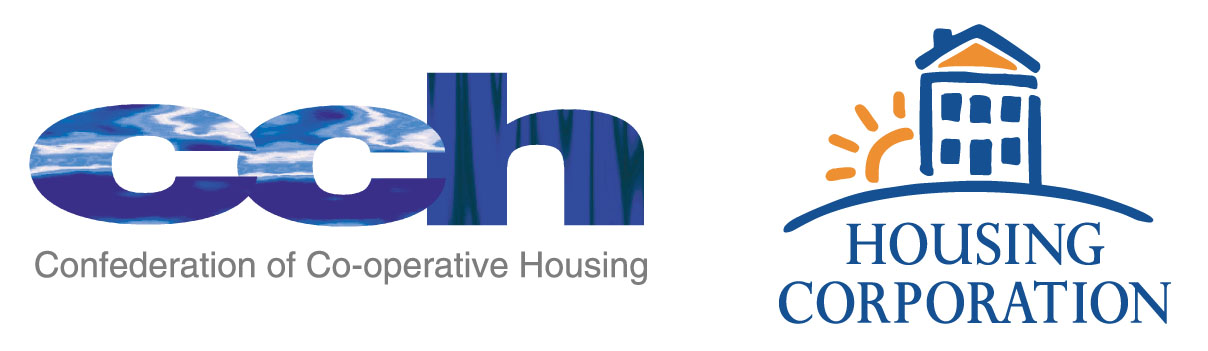 cch
Confederation of Co-operative Housing
HOUSING
CORPORATION